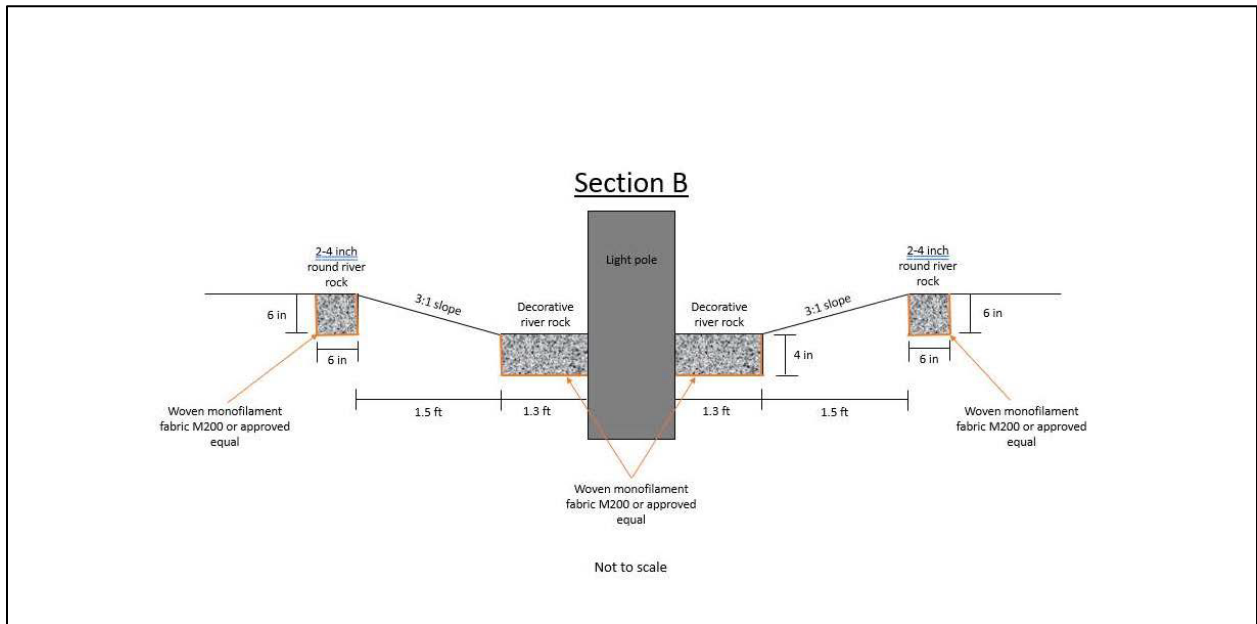 Section B
Light pole
2-4 inch
round river
rock
2-4 inch
round river
rock
3:1 slope
3:1 slope
Decorative
river rock
Decorative
river rock
6 in
6 in
4 in
6 in
6 in
1.5 ft
1.3 ft
1.3 ft
1.5 ft
Woven monofilament
fabric M200 or approved
equal
Woven monofilament
fabric M200 or approved
equal
Woven monofilament
fabric M200 or approved
equal
Not to scale